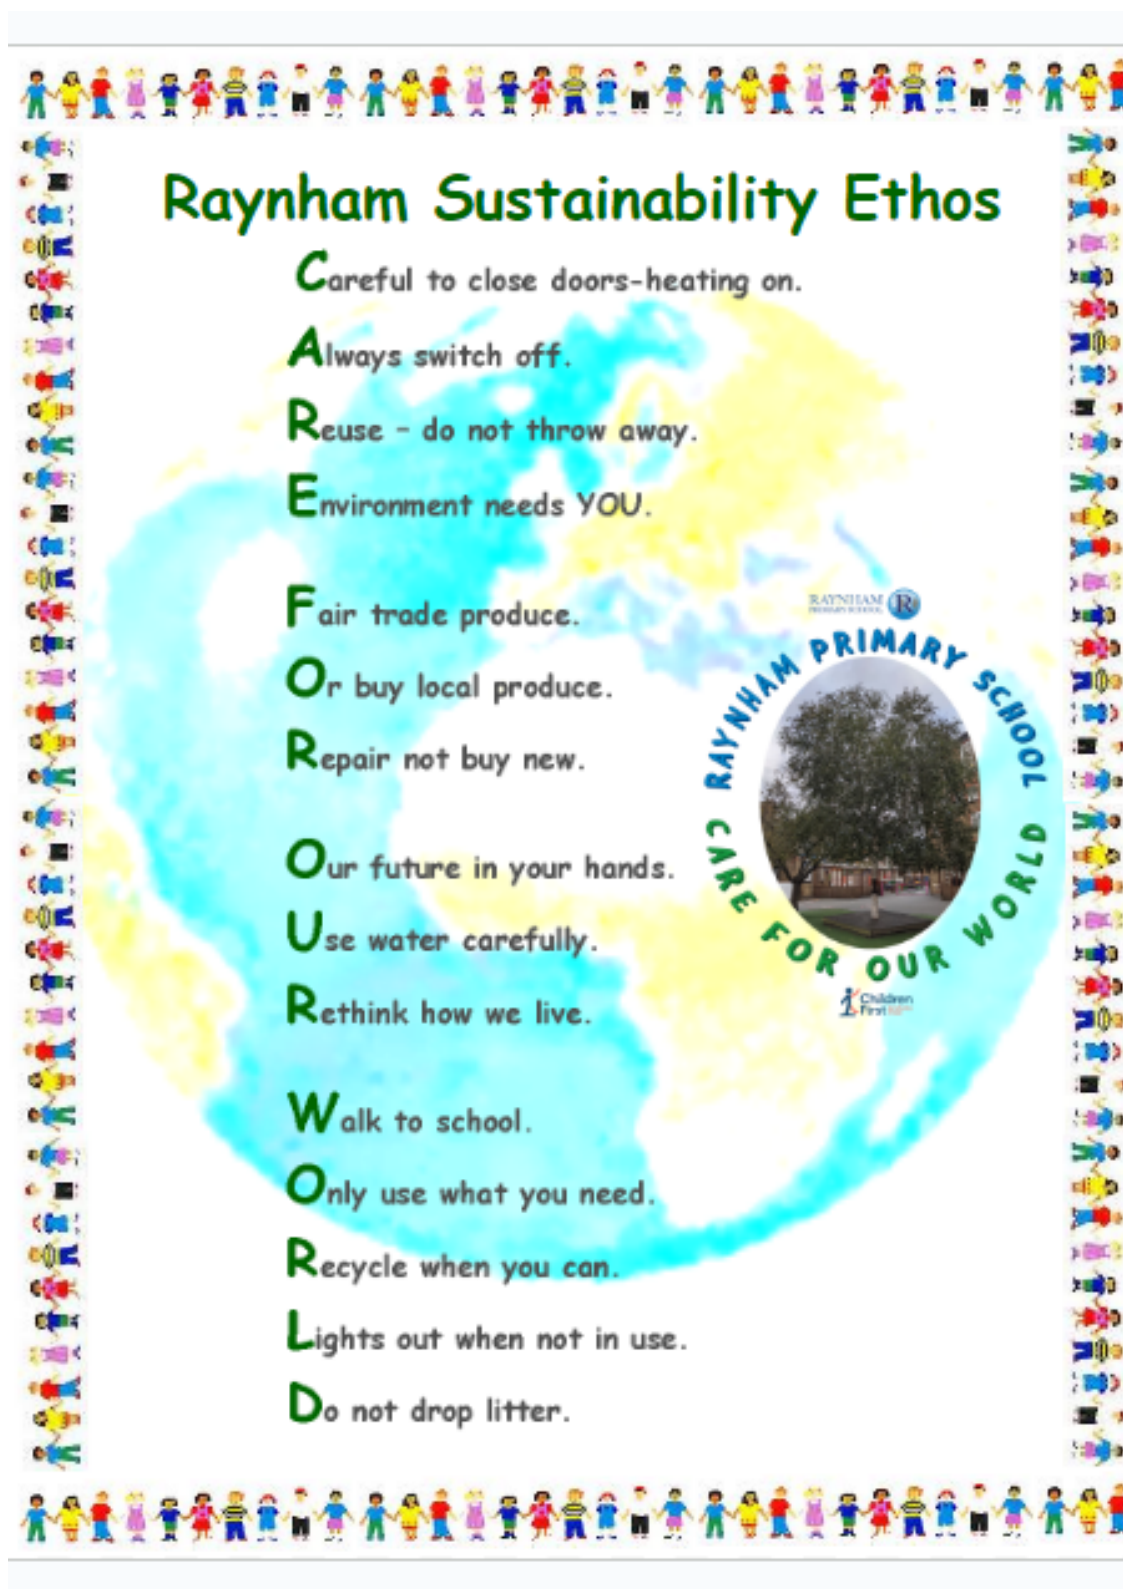 Raynham Sustainability Ethos
Careful to close doors-heating on.
Always switch off.
Reuse - do not throw away.
Environment needs YOU.
Fair trade produce.
Or buy local produce.
Repair not buy new.
Our future in your hands.
Use water carefully.
Rethink how we live.
Walk to school.
Only use what you need.
Recycle when you can.
Lights out when not in use.
Do not drop litter.
RAYNHAM R
PRIMARY SCHOOL
RAYNHAM PRIMARY SCHOOL
CARE FOR OUR WORLD
Children
First